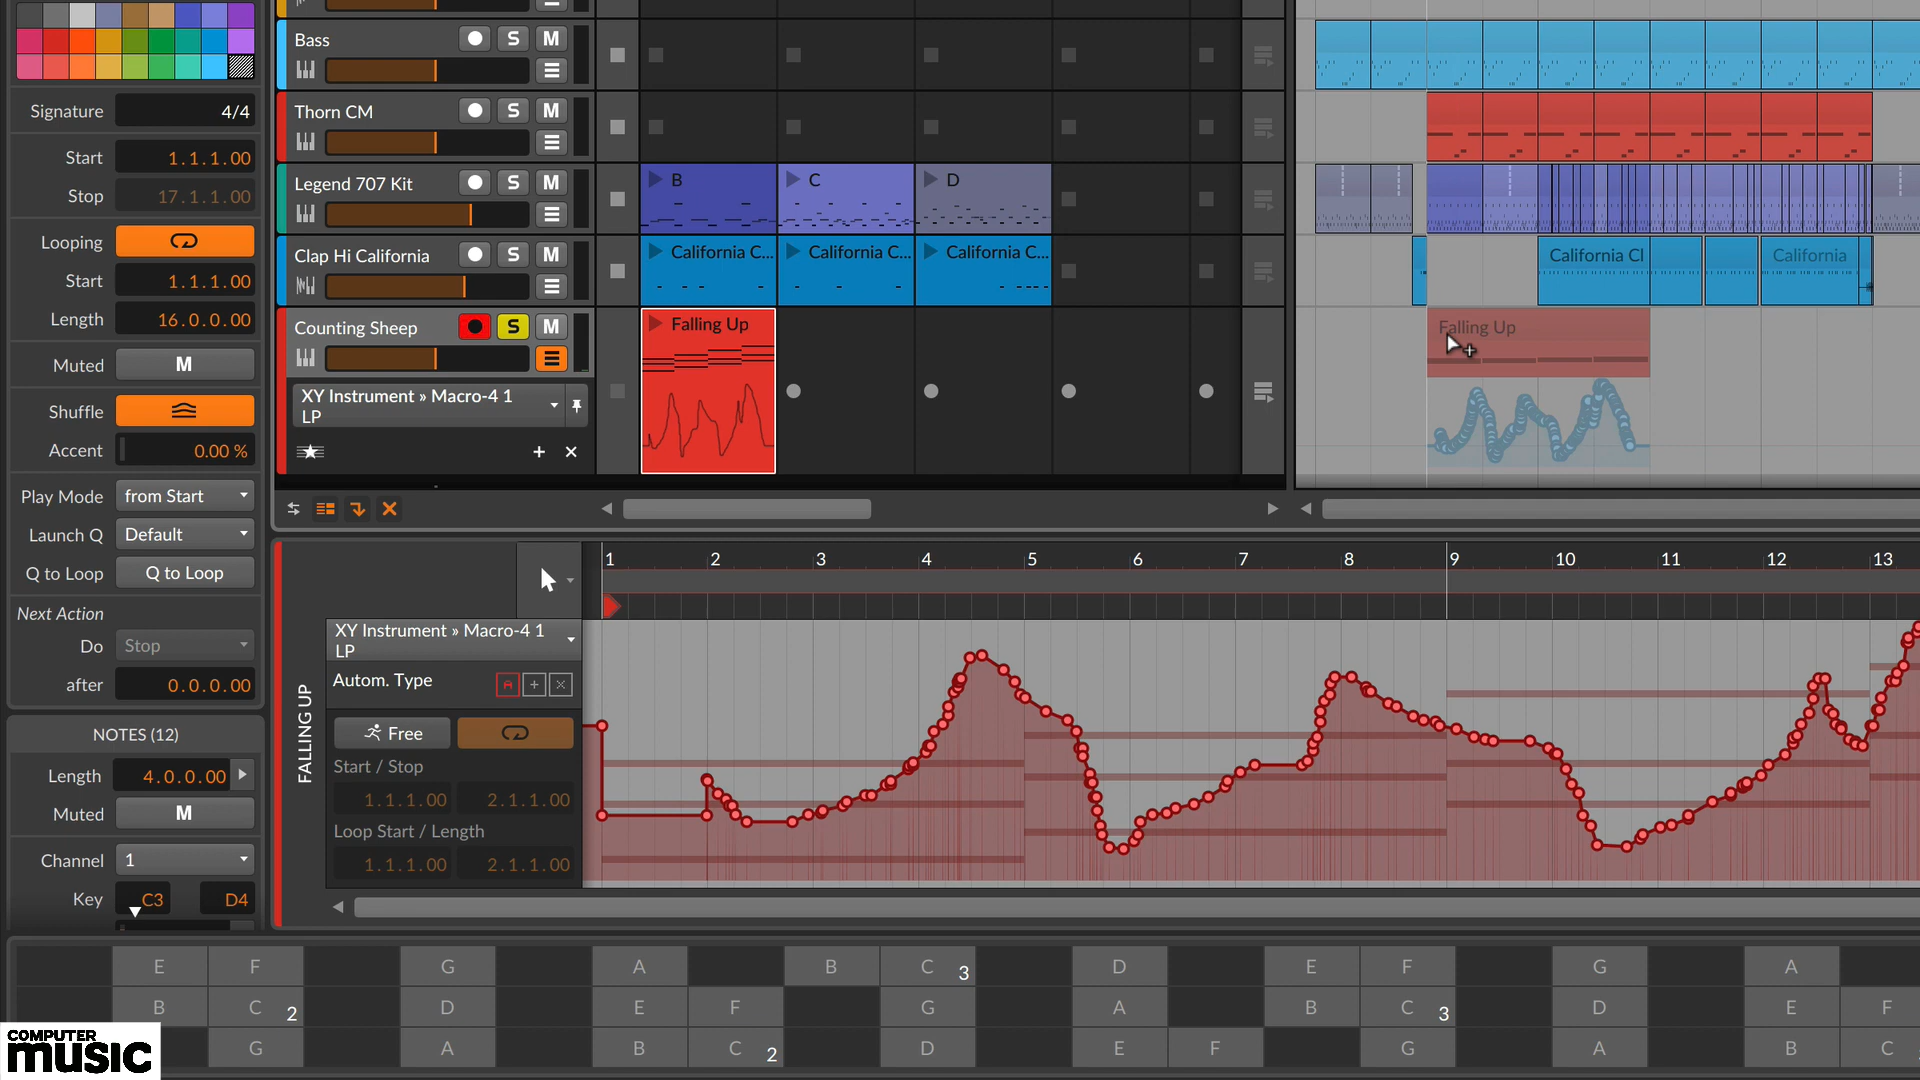 Signature 4/4
Start 1.1.1.00
Stop 17.1.1.00
Looping
Start 1.1.1.00
Length 16.0.0.00
Muted M
Shuffle
Accent 0.00 %
Play Mode from Start
Launch Q Default
Q to Loop Q to Loop
Next Action
Do Stop
after 0.0.0.00
NOTES (12)
Length 4.0.0.00
Muted M
Channel 1
Key C3 D4
Bass S M
Thorn CM S M
Legend 707 Kit S M
B C D
Clap Hi California S M
California C... California C... California C...
California Cl California
Counting Sheep S M
Falling Up
Falling Up
XY Instrument » Macro-4 1
LP
1 2 3 4 5 6 7 8 9 10 11 12 13
FALLING UP
XY Instrument » Macro-4 1
LP
Autom. Type A + X
Free
Start / Stop
1.1.1.00 2.1.1.00
Loop Start / Length
1.1.1.00 2.1.1.00
E F G A B C 3 D E F G A
B C 2 D E F G A B C 3 D E F
G A B C 2 D E F G A B C
COMPUTER
music